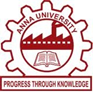 ANNA UNIVERSITY
PROGRESS THROUGH KNOWLEDGE